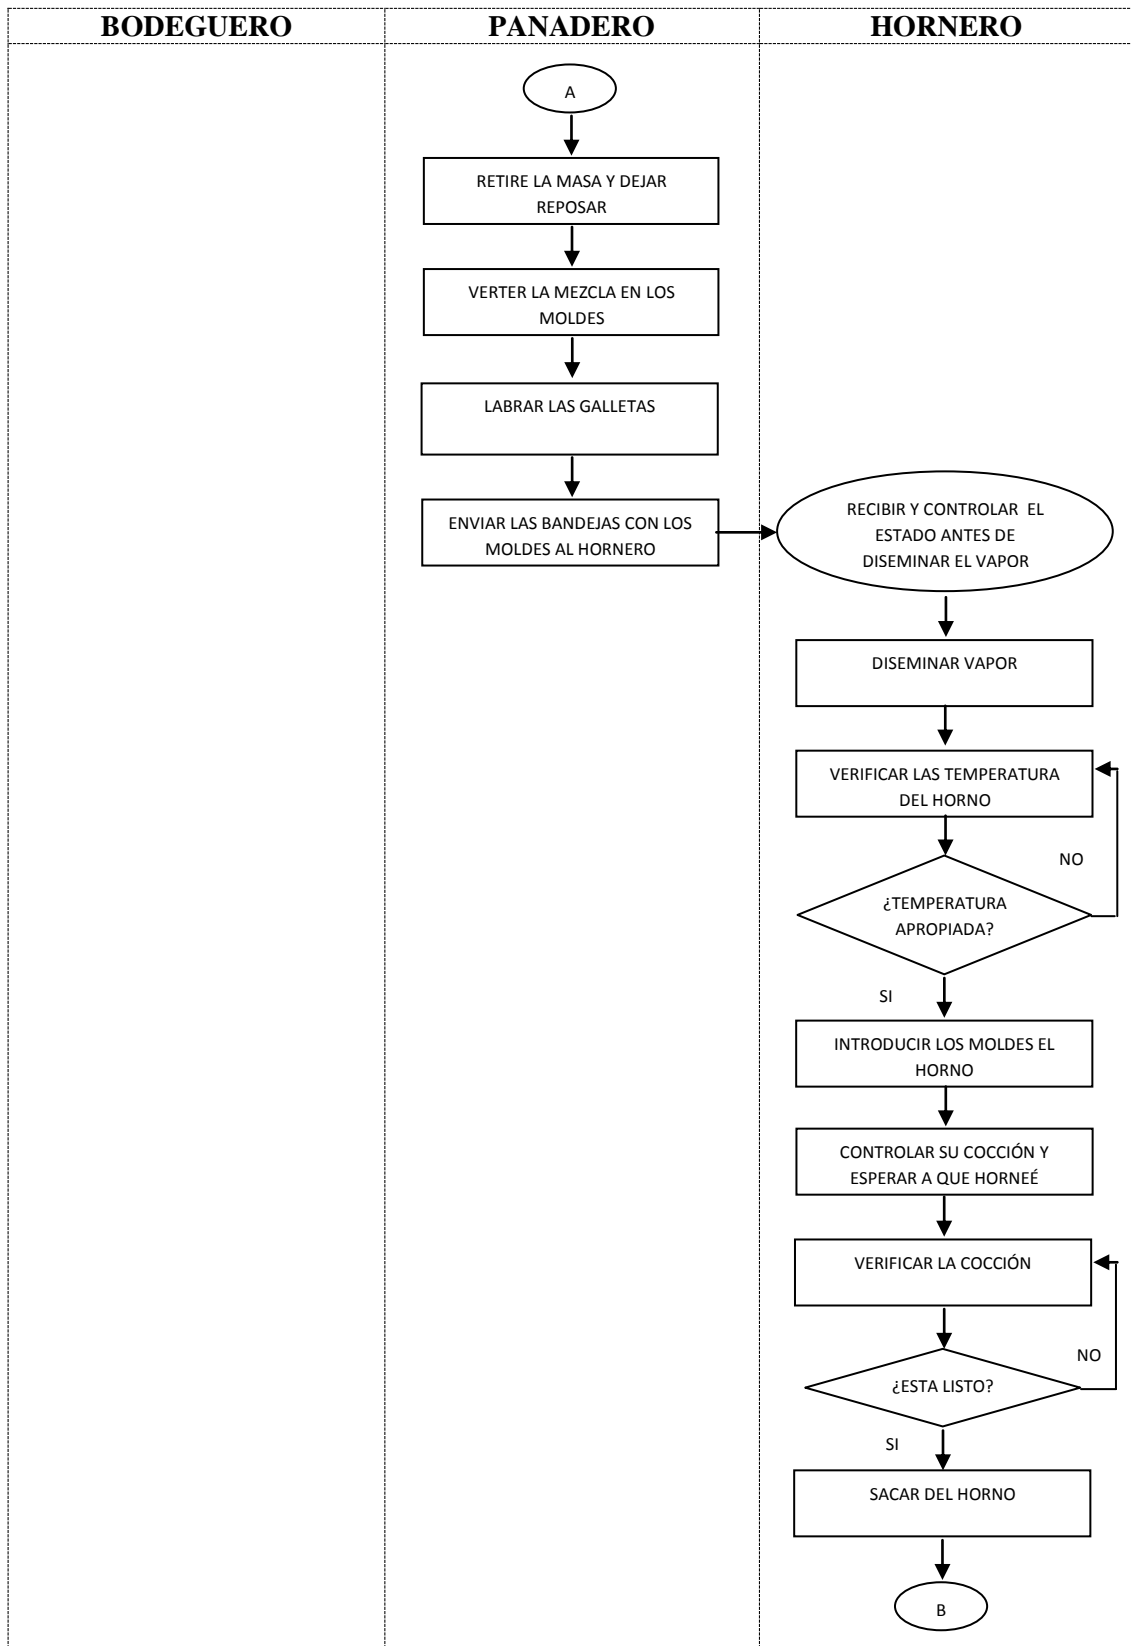 BODEGUERO
PANADERO
HORNERO
A
RETIRE LA MASA Y DEJAR
REPOSAR
VERTER LA MEZCLA EN LOS
MOLDES
LABRAR LAS GALLETAS
ENVIAR LAS BANDEJAS CON LOS
MOLDES AL HORNERO
RECIBIR Y CONTROLAR EL
ESTADO ANTES DE
DISEMINAR EL VAPOR
DISEMINAR VAPOR
VERIFICAR LAS TEMPERATURA
DEL HORNO
NO
¿TEMPERATURA
APROPIADA?
SI
INTRODUCIR LOS MOLDES EL
HORNO
CONTROLAR SU COCCIÓN Y
ESPERAR A QUE HORNEÉ
VERIFICAR LA COCCIÓN
NO
¿ESTA LISTO?
SI
SACAR DEL HORNO
B